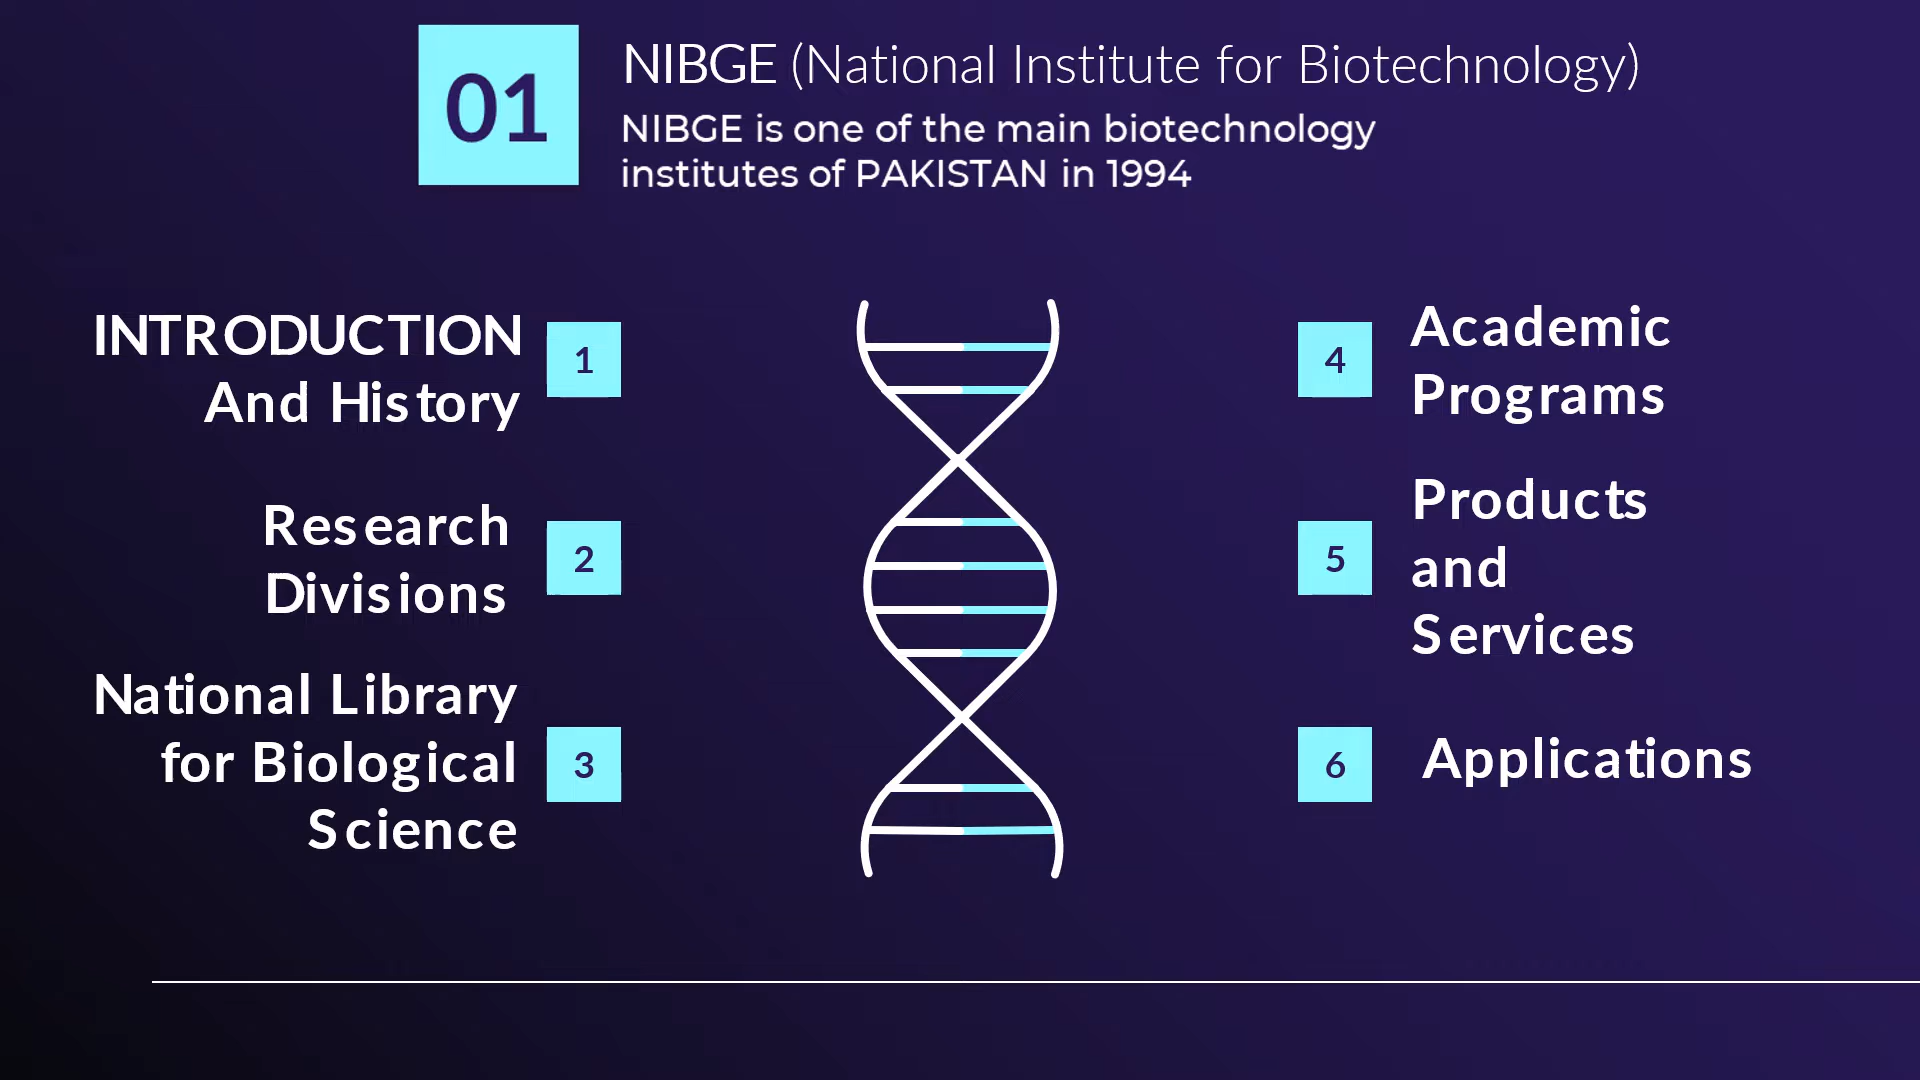 01
NIBGE (National Institute for Biotechnology)
NIBGE is one of the main biotechnology
institutes of PAKISTAN in 1994
INTRODUCTION
And History
1
Research
Divisions
2
National Library
for Biological
Science
3
4
Academic
Programs
5
Products
and
Services
6
Applications